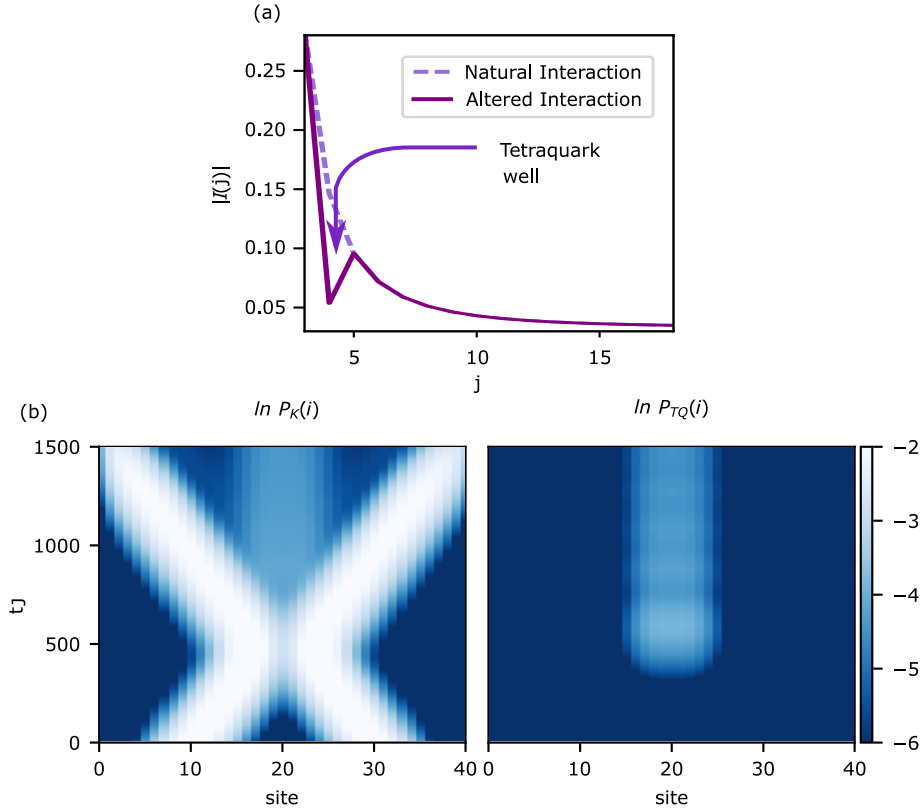 (a)
0.25
0.20
0.15
0.10
0.05
|I(j)|
Natural Interaction
Altered Interaction
Tetraquark
well
5
10
15
j
(b)
ln P_K(i)
ln P_{TQ}(i)
1500
1000
500
0
tJ
0
10
20
30
40
site
0
10
20
30
40
site
−2
−3
−4
−5
−6